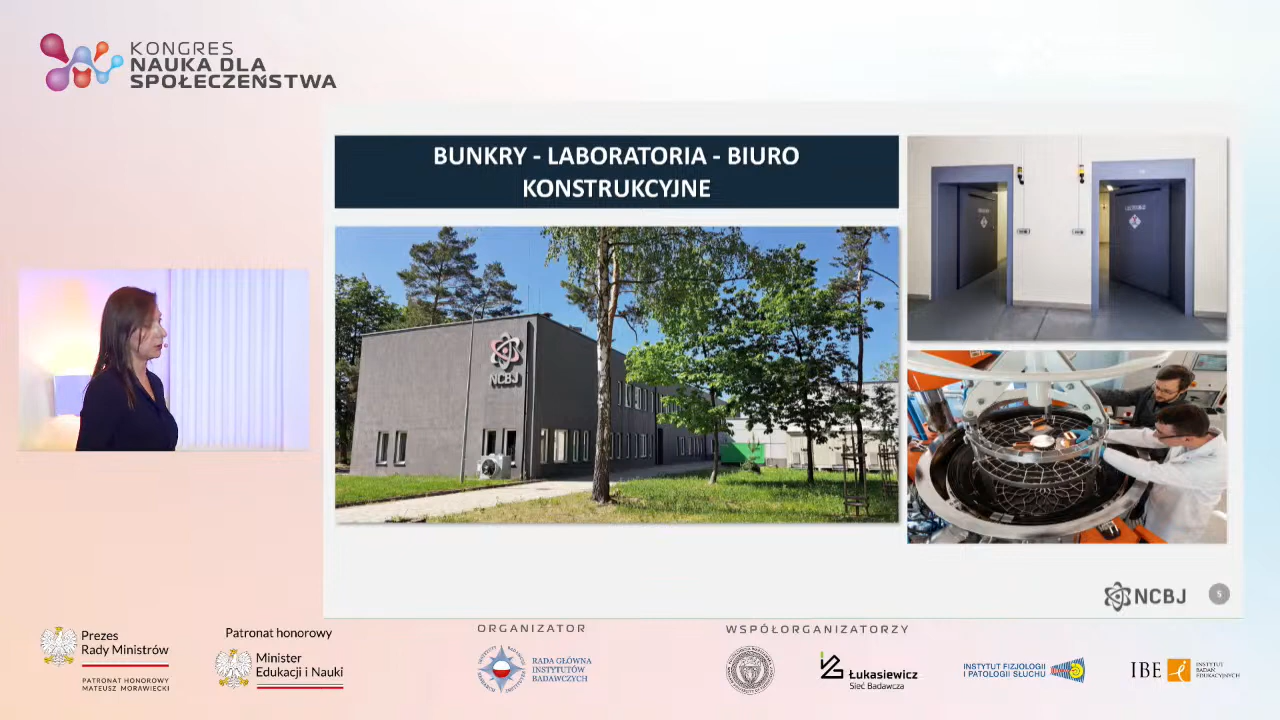 KONGRES
NAUKA DLA
SPOŁECZEŃSTWA
BUNKRY - LABORATORIA - BIURO
KONSTRUKCYJNE
NCBJ
NCBJ
5
Prezes
Rady Ministrów
PATRONAT HONOROWY
MATEUSZ MORAWIECKI
Patronat honorowy
Minister
Edukacji i Nauki
ORGANIZATOR
RADA GŁÓWNA
INSTYTUTÓW
BADAWCZYCH
WSPÓŁORGANIZATORZY
Łukasiewicz
Sieć Badawcza
INSTYTUT FIZJOLOGII
I PATOLOGII SŁUCHU
IBE
INSTYTUT
BADAŃ
EDUKACYJNYCH